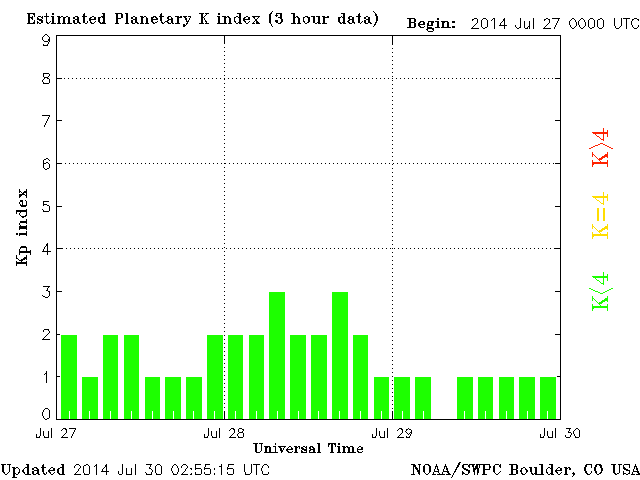 Estimated Planetary K index (3 hour data) Begin: 2014 Jul 27 0000 UTC
9
8
7
6
5
4
3
2
1
0
Kp index
K>4
K=4
K<4
Jul 27 Jul 28 Jul 29 Jul 30
Universal Time
Updated 2014 Jul 30 02:55:15 UTC NOAA/SWPC Boulder, CO USA